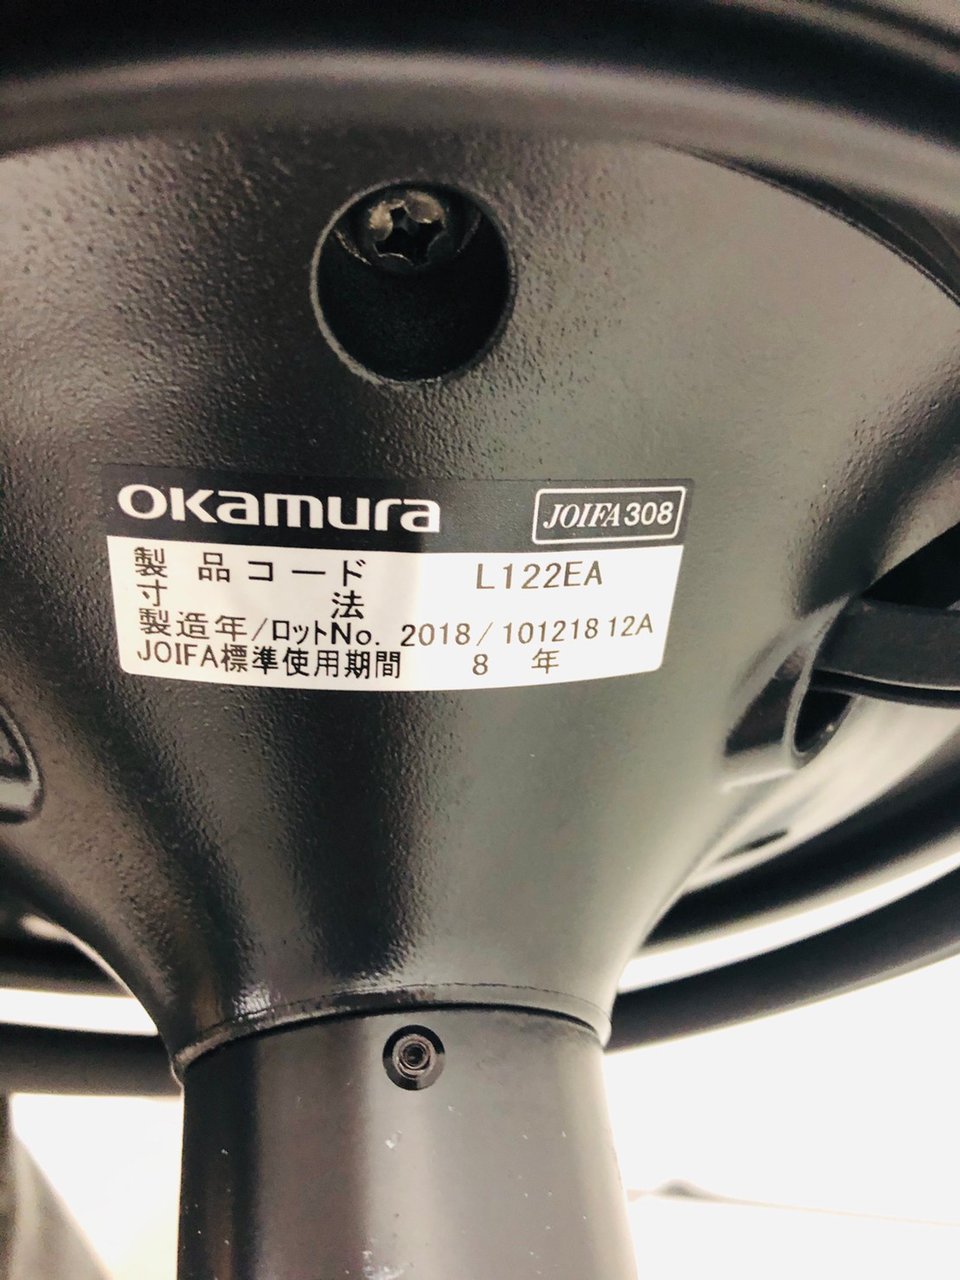 OKAMURA
JOIFA308
製品コード L122EA
寸法
製造年/ロットNo. 2018/10121812A
JOIFA標準使用期間 8年